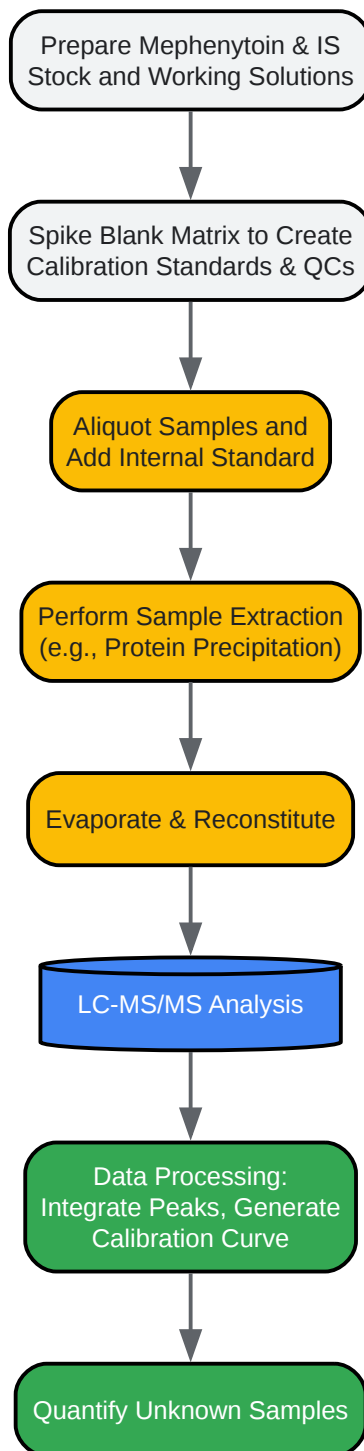 Prepare Mephenytoin & IS
Stock and Working Solutions
Spike Blank Matrix to Create
Calibration Standards & QCs
Aliquot Samples and
Add Internal Standard
Perform Sample Extraction
(e.g., Protein Precipitation)
Evaporate & Reconstitute
LC-MS/MS Analysis
Data Processing:
Integrate Peaks, Generate
Calibration Curve
Quantify Unknown Samples